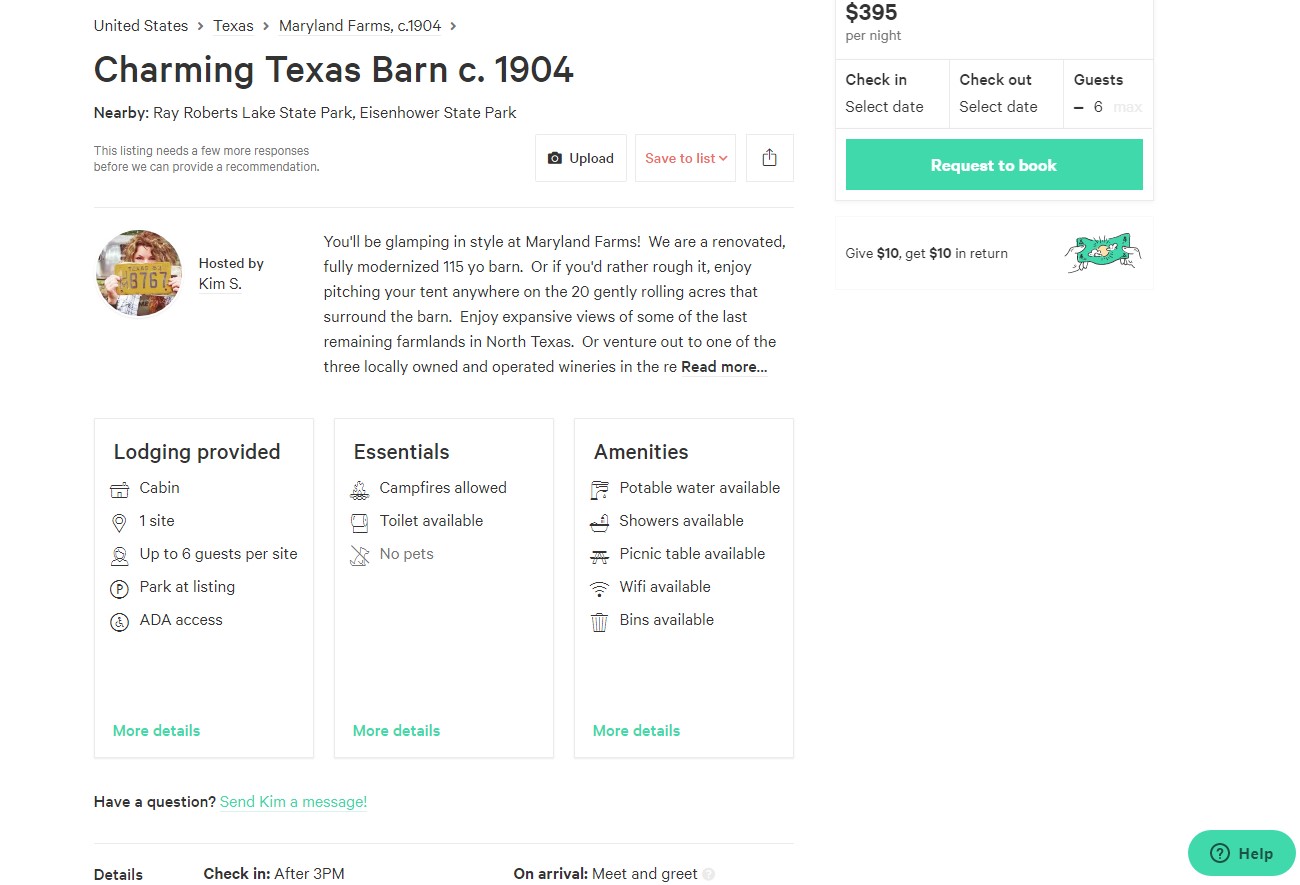 United States > Texas > Maryland Farms, c.1904 >
Charming Texas Barn c. 1904
Nearby: Ray Roberts Lake State Park, Eisenhower State Park
This listing needs a few more responses
before we can provide a recommendation.
Upload
Save to list
$395
per night
Check in
Select date
Check out
Select date
Guests
– 6 max
Request to book
Give $10, get $10 in return
Hosted by
Kim S.
8767
You'll be glamping in style at Maryland Farms!  We are a renovated,
fully modernized 115 yo barn.  Or if you'd rather rough it, enjoy
pitching your tent anywhere on the 20 gently rolling acres that
surround the barn.  Enjoy expansive views of some of the last
remaining farmlands in North Texas.  Or venture out to one of the
three locally owned and operated wineries in the re Read more...
Lodging provided
Cabin
1 site
Up to 6 guests per site
Park at listing
ADA access
More details
Essentials
Campfires allowed
Toilet available
No pets
More details
Amenities
Potable water available
Showers available
Picnic table available
Wifi available
Bins available
More details
Have a question? Send Kim a message!
Details
Check in: After 3PM
On arrival: Meet and greet ?
? Help